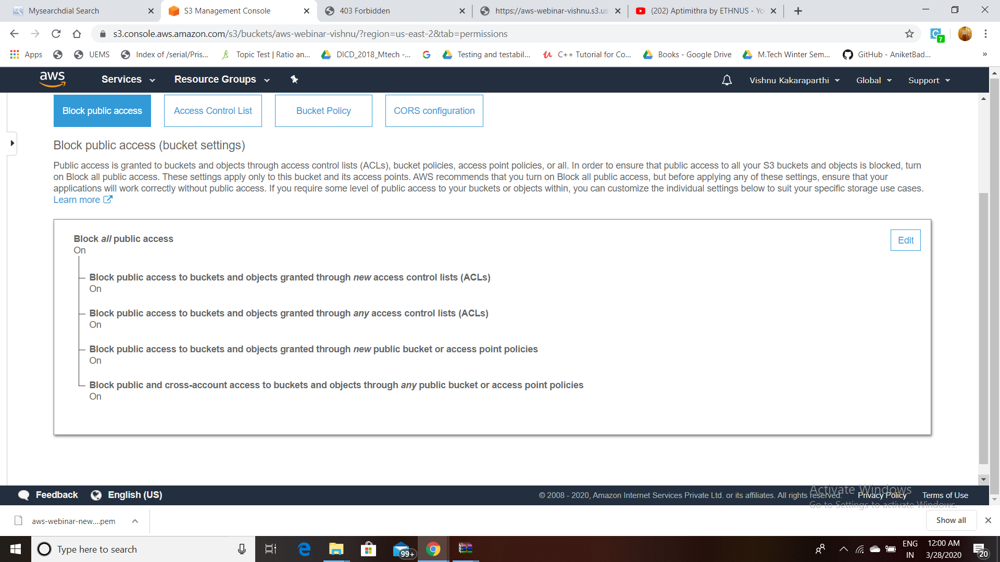 Mysearchdial Search
S3 Management Console
403 Forbidden
https://aws-webinar-vishnu.s3.us
(202) Aptimithra by ETHNUS - Yo
s3.console.aws.amazon.com/s3/buckets/aws-webinar-vishnu/?region=us-east-2&tab=permissions
C 7
Apps
UEMS
Index of /serial/Pris...
Topic Test | Ratio an...
DICD_2018_Mtech -...
Testing and testabil...
C++ Tutorial for Co...
Books - Google Drive
M.Tech Winter Sem...
GitHub - AniketBad...
»
aws
Services
Resource Groups
Vishnu Kakaraparthi
Global
Support
Block public access
Access Control List
Bucket Policy
CORS configuration
Block public access (bucket settings)
Public access is granted to buckets and objects through access control lists (ACLs), bucket policies, access point policies, or all. In order to ensure that public access to all your S3 buckets and objects is blocked, turn
on Block all public access. These settings apply only to this bucket and its access points. AWS recommends that you turn on Block all public access, but before applying any of these settings, ensure that your
applications will work correctly without public access. If you require some level of public access to your buckets or objects within, you can customize the individual settings below to suit your specific storage use cases.
Learn more
Block all public access
On
Edit
Block public access to buckets and objects granted through new access control lists (ACLs)
On
Block public access to buckets and objects granted through any access control lists (ACLs)
On
Block public access to buckets and objects granted through new public bucket or access point policies
On
Block public and cross-account access to buckets and objects through any public bucket or access point policies
On
Feedback
English (US)
© 2008 - 2020, Amazon Internet Services Private Ltd. or its affiliates. All rights reserved.
Privacy Policy
Terms of Use
Activate Windows
Go to Settings to activate Windows.
aws-webinar-new....pem
Show all
Type here to search
99+
ENG
IN
12:00 AM
3/28/2020
20